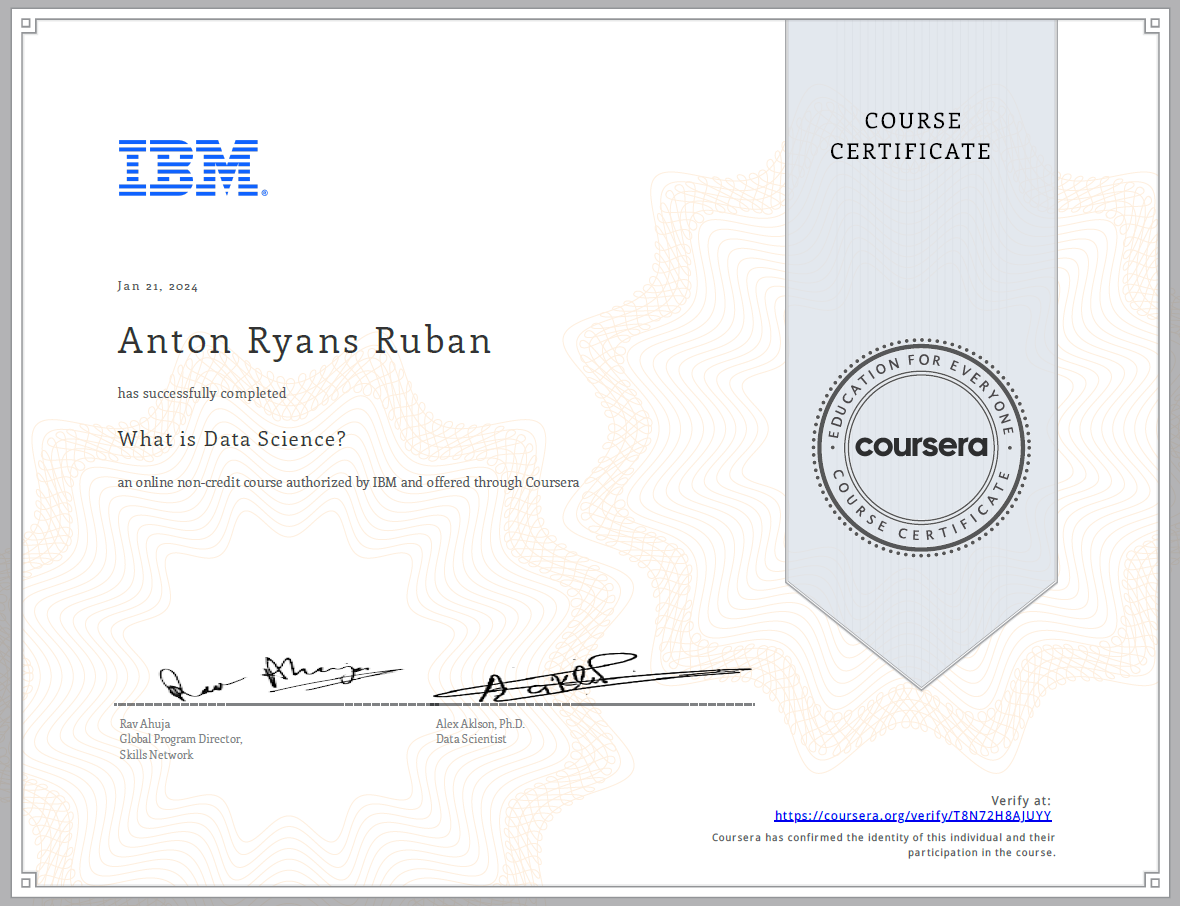 COURSE
CERTIFICATE
IBM®
Jan 21, 2024
Anton Ryans Ruban
has successfully completed
What is Data Science?
an online non-credit course authorized by IBM and offered through Coursera
EDUCATION FOR EVERYONE
coursera
COURSE CERTIFICATE
Rav Ahuja
Global Program Director,
Skills Network
Alex Aklson, Ph.D.
Data Scientist
Verify at:
https://coursera.org/verify/T8N72H8AJUYY
Coursera has confirmed the identity of this individual and their
participation in the course.